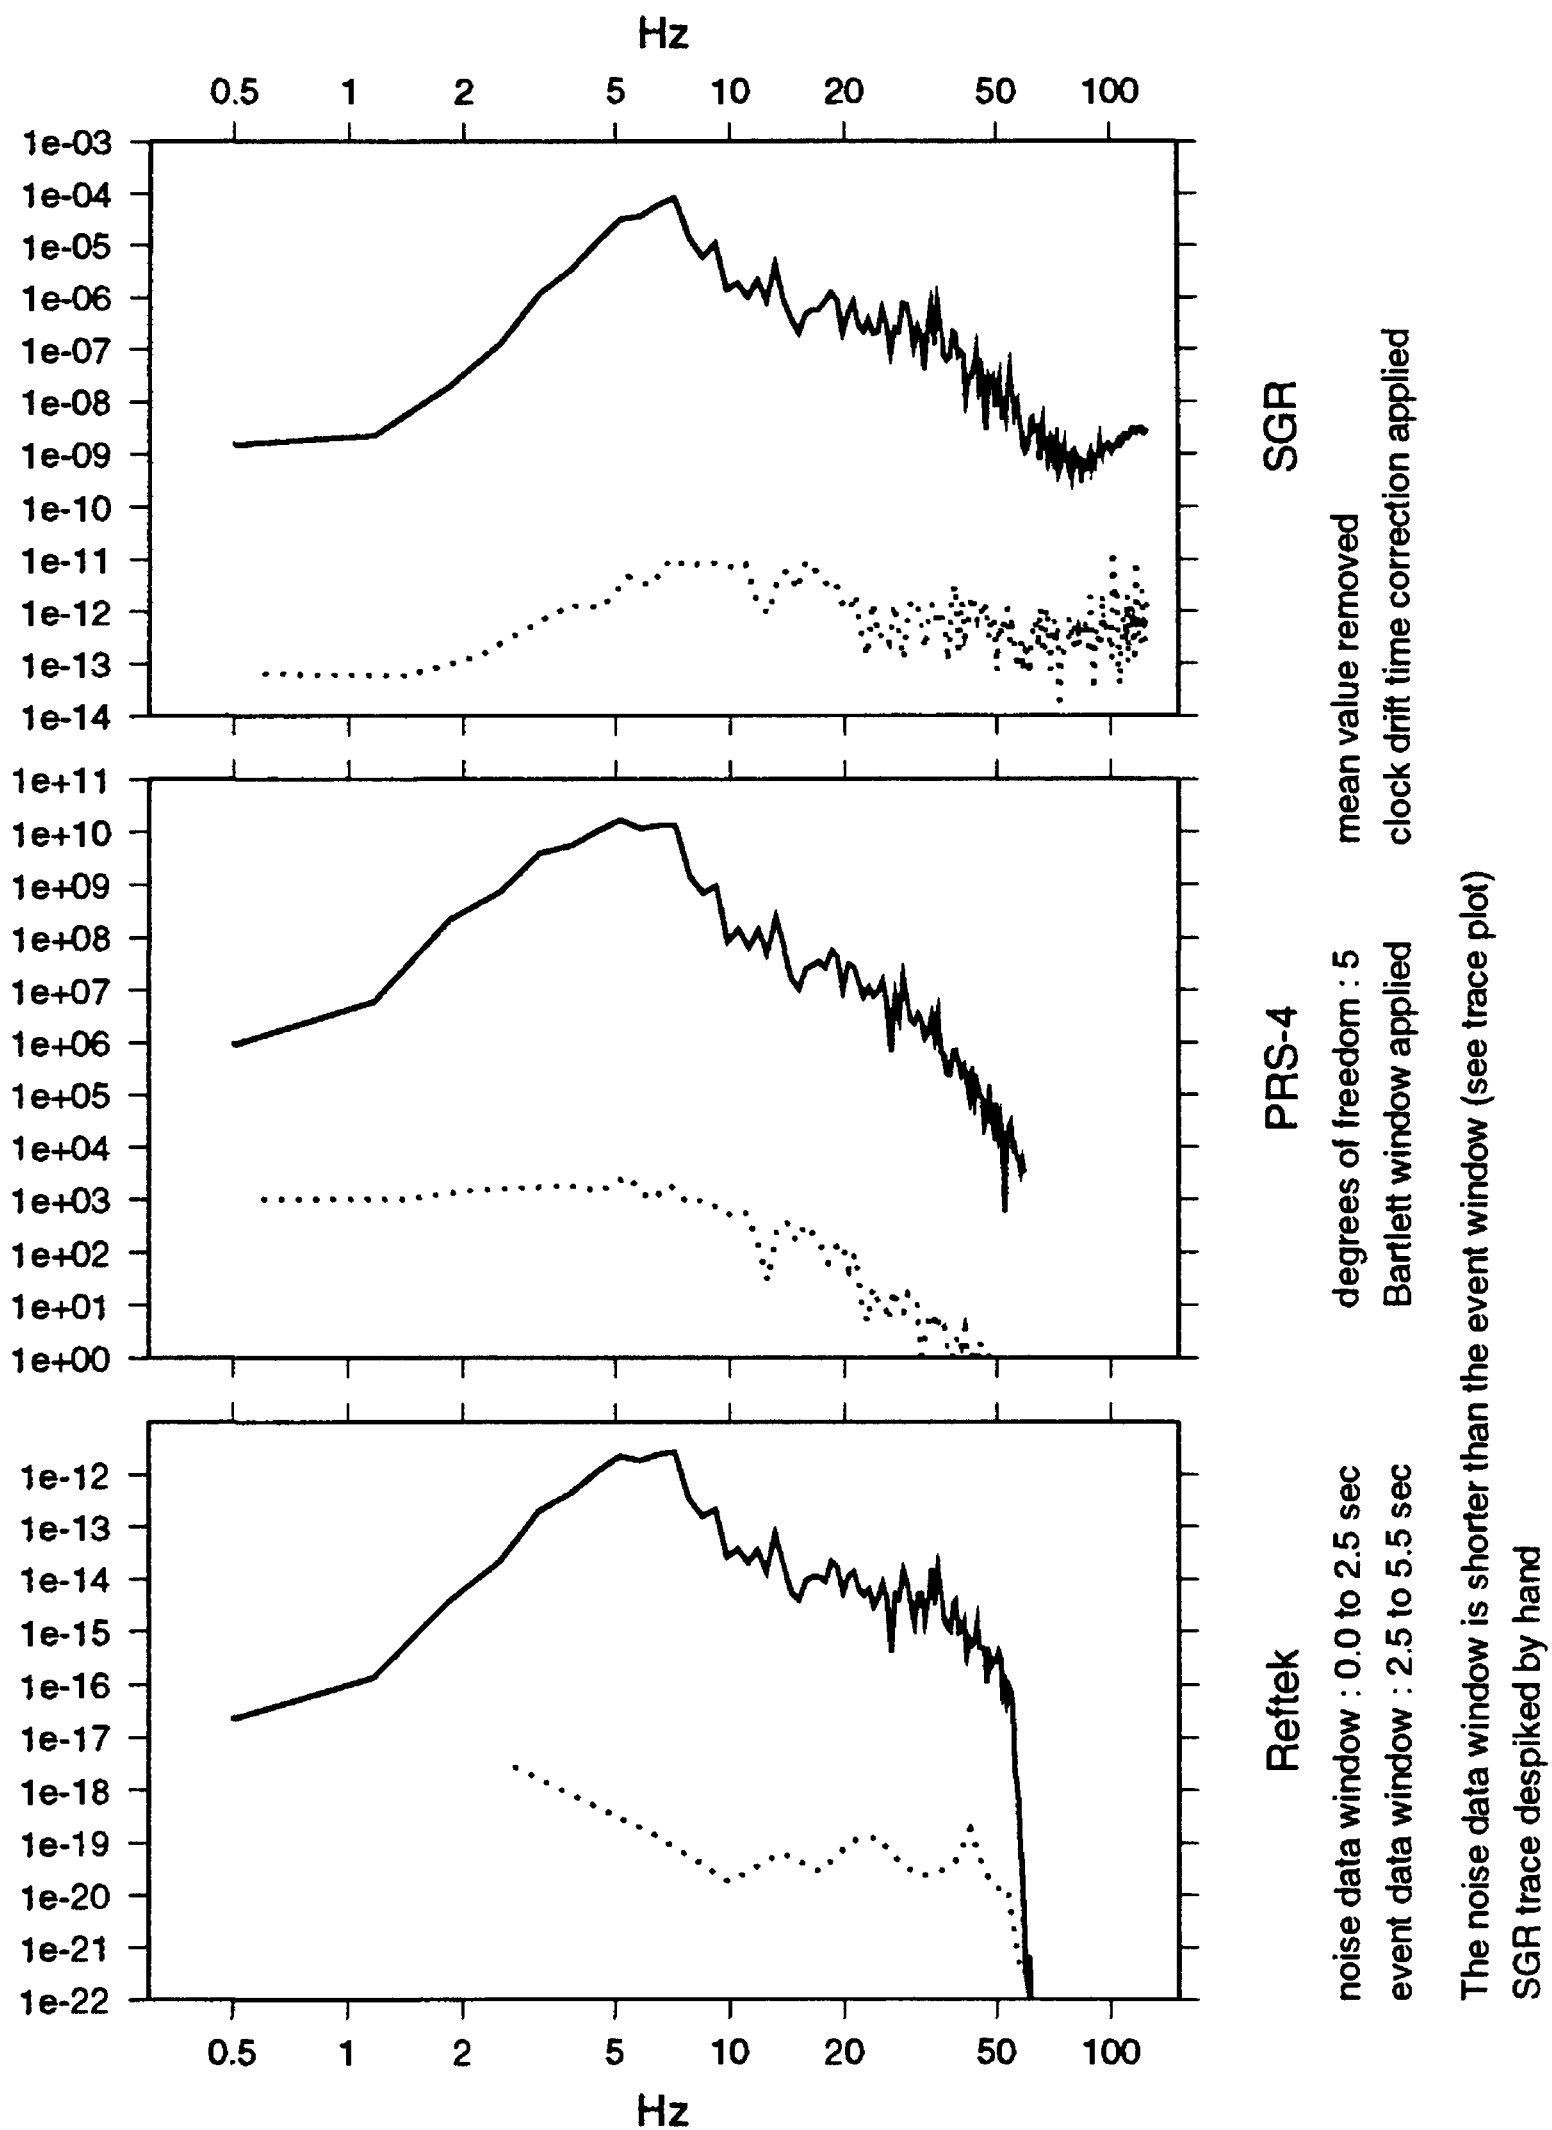 Hz
0.5 1 2 5 10 20 50 100
1e-03
1e-04
1e-05
1e-06
1e-07
1e-08
1e-09
1e-10
1e-11
1e-12
1e-13
1e-14
SGR
1e+11
1e+10
1e+09
1e+08
1e+07
1e+06
1e+05
1e+04
1e+03
1e+02
1e+01
1e+00
PRS-4
1e-12
1e-13
1e-14
1e-15
1e-16
1e-17
1e-18
1e-19
1e-20
1e-21
1e-22
Reftek
0.5 1 2 5 10 20 50 100
Hz
noise data window : 0.0 to 2.5 sec degrees of freedom : 5 mean value removed
event data window : 2.5 to 5.5 sec Bartlett window applied clock drift time correction applied
The noise data window is shorter than the event window (see trace plot)
SGR trace despiked by hand